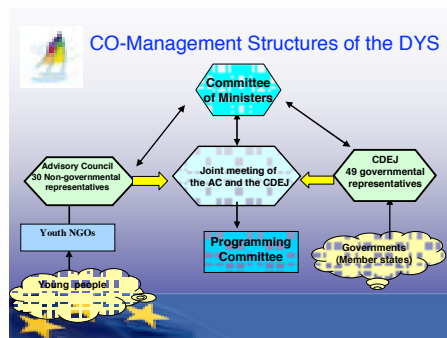 CO-Management Structures of the DYS
Committee
of Ministers
Advisory Council
30 Non-governmental
representatives
Joint meeting of
the AC and the CDEJ
CDEJ
49 governmental
representatives
Youth NGOs
Programming
Committee
Governments
(Member states)
Young people